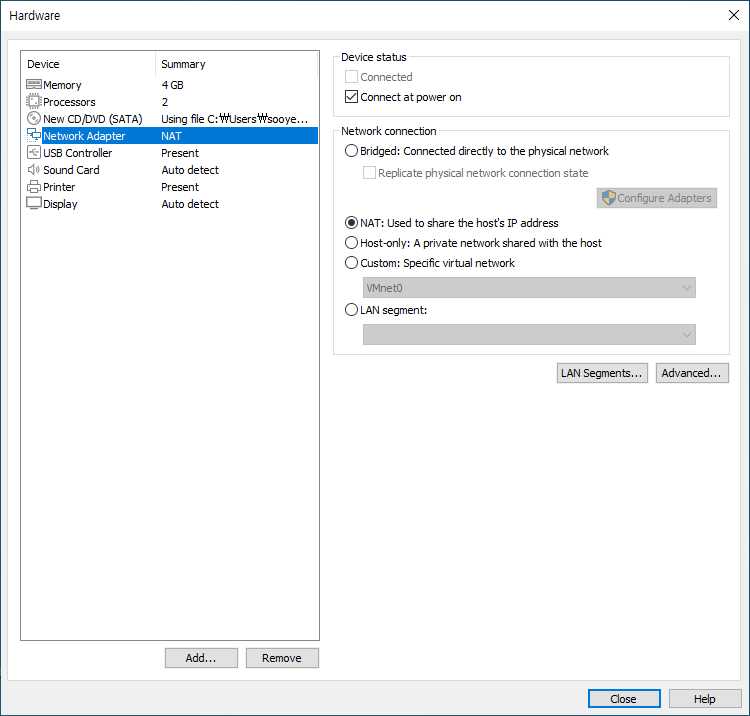 Hardware
Device Summary
Memory 4 GB
Processors 2
New CD/DVD (SATA) Using file C:₩Users₩sooye...
Network Adapter NAT
USB Controller Present
Sound Card Auto detect
Printer Present
Display Auto detect
Add... Remove
Device status
Connected
Connect at power on
Network connection
Bridged: Connected directly to the physical network
Replicate physical network connection state
Configure Adapters
NAT: Used to share the host's IP address
Host-only: A private network shared with the host
Custom: Specific virtual network
VMnet0
LAN segment:
LAN Segments... Advanced...
Close Help